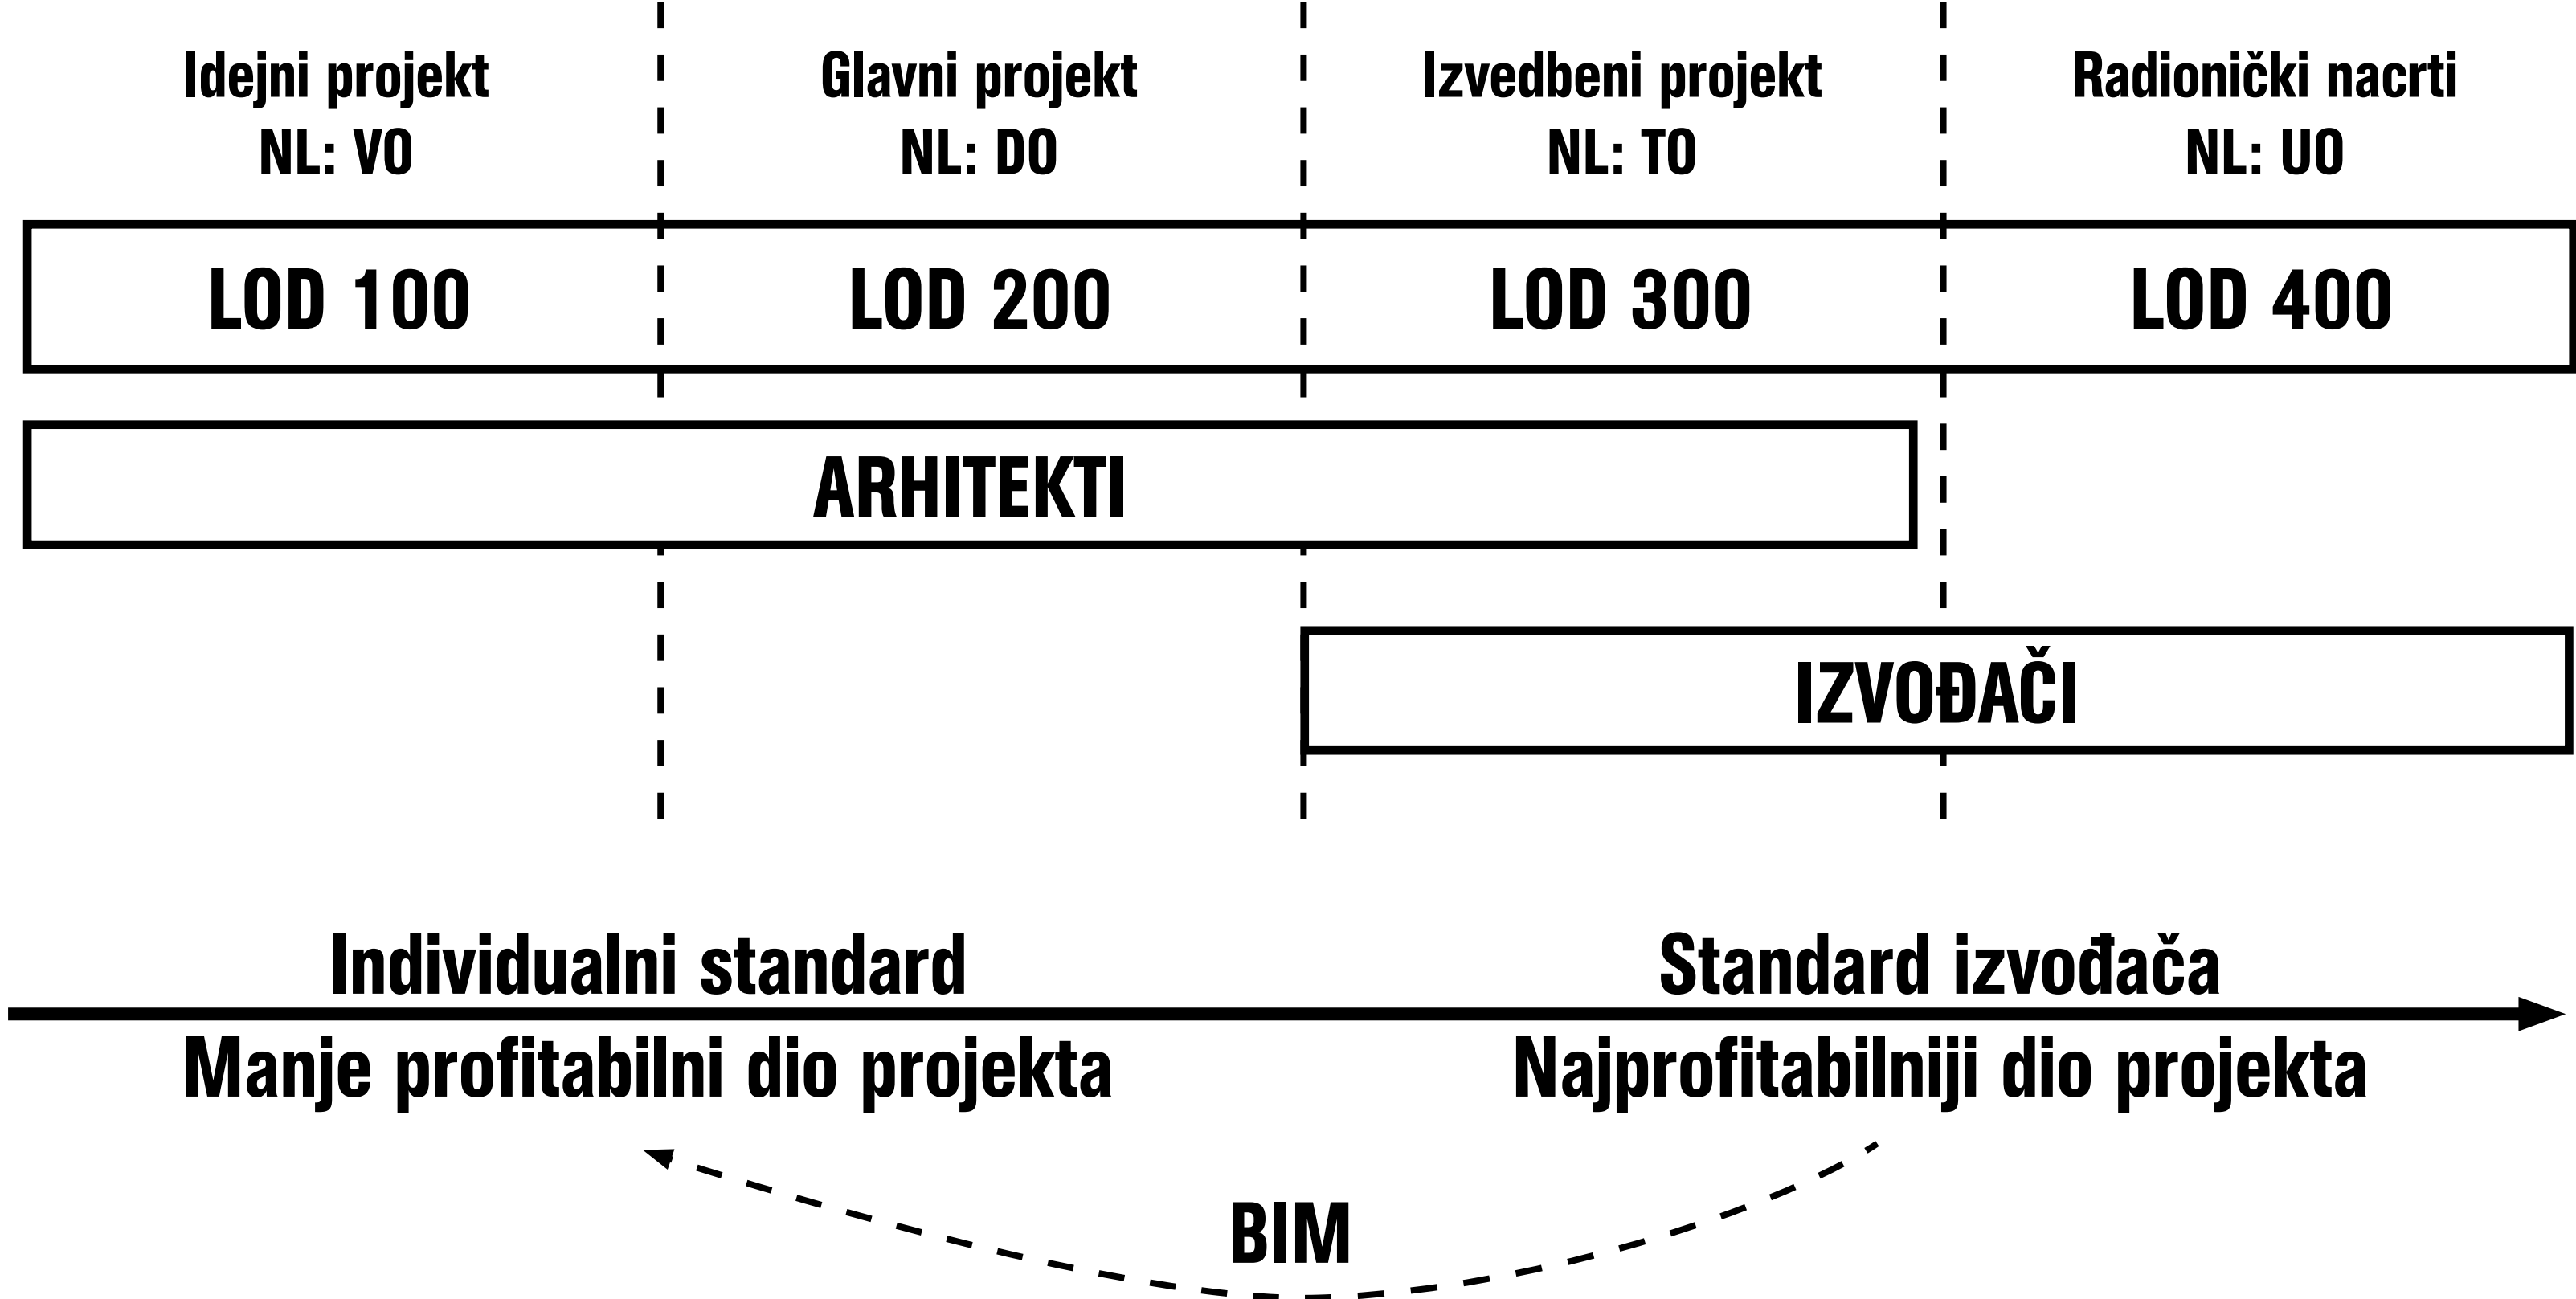 Idejni projekt
NL: VO
Glavni projekt
NL: DO
Izvedbeni projekt
NL: TO
Radionički nacrti
NL: UO
LOD 100
LOD 200
LOD 300
LOD 400
ARHITEKTI
IZVOĐAČI
Individualni standard
Standard izvođača
Manje profitabilni dio projekta
Najprofitabilniji dio projekta
BIM